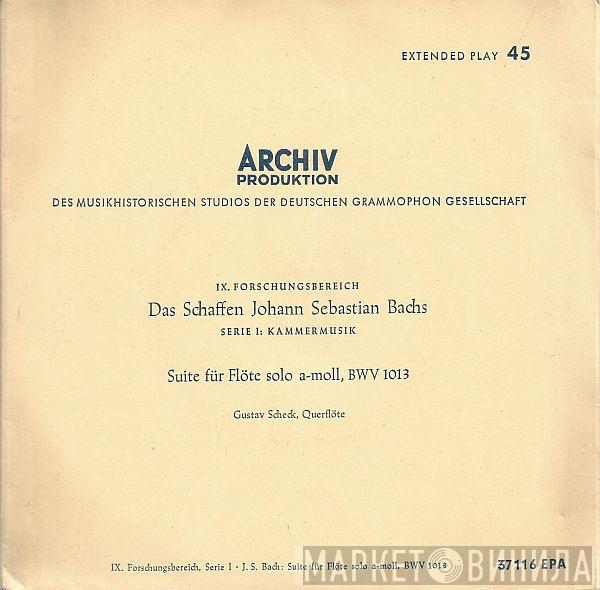 EXTENDED PLAY 45
ARCHIV
PRODUKTION
DES MUSIKHISTORISCHEN STUDIOS DER DEUTSCHEN GRAMMOPHON GESELLSCHAFT
IX. FORSCHUNGSBEREICH
Das Schaffen Johann Sebastian Bachs
SERIE I: KAMMERMUSIK
Suite für Flöte solo a-moll, BWV 1013
Gustav Scheck, Querflöte
IX. Forschungsbereich, Serie I · J. S. Bach: Suite für Flöte solo a-moll, BWV 1013 37116 EPA
МАРКЕТ ВИНИЛА